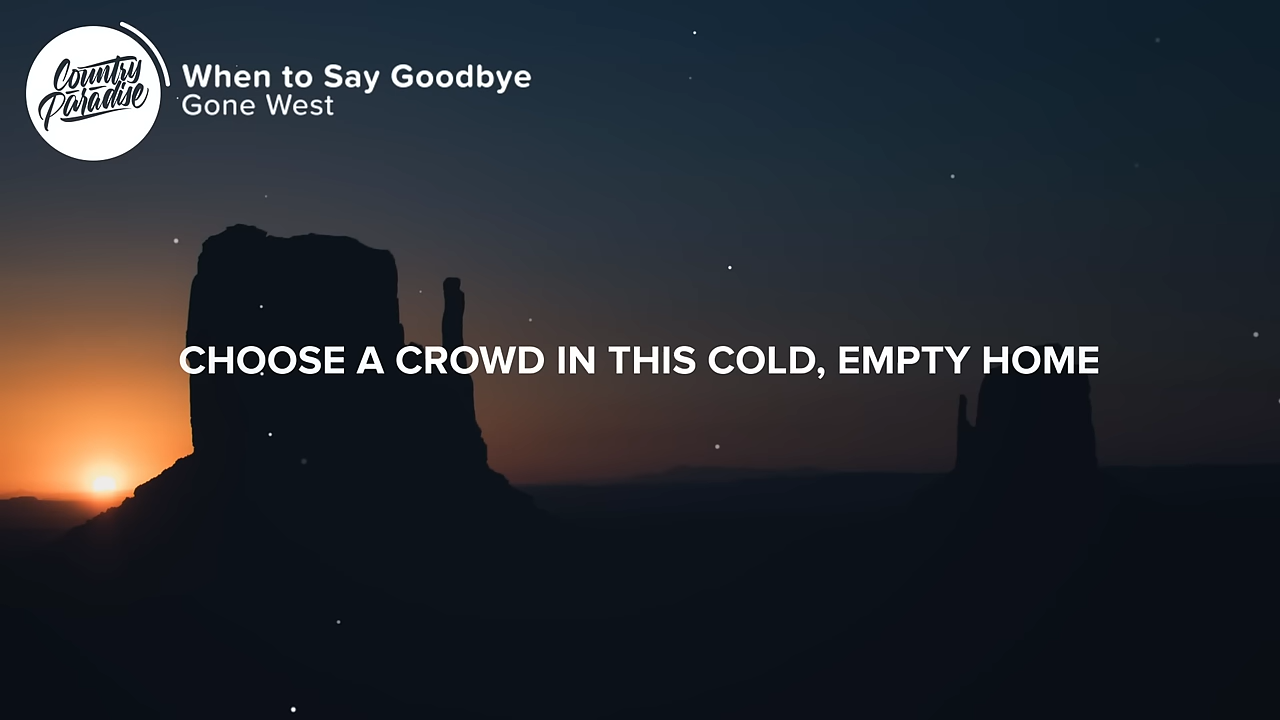 Country
Paradise
When to Say Goodbye
Gone West
CHOOSE A CROWD IN THIS COLD, EMPTY HOME